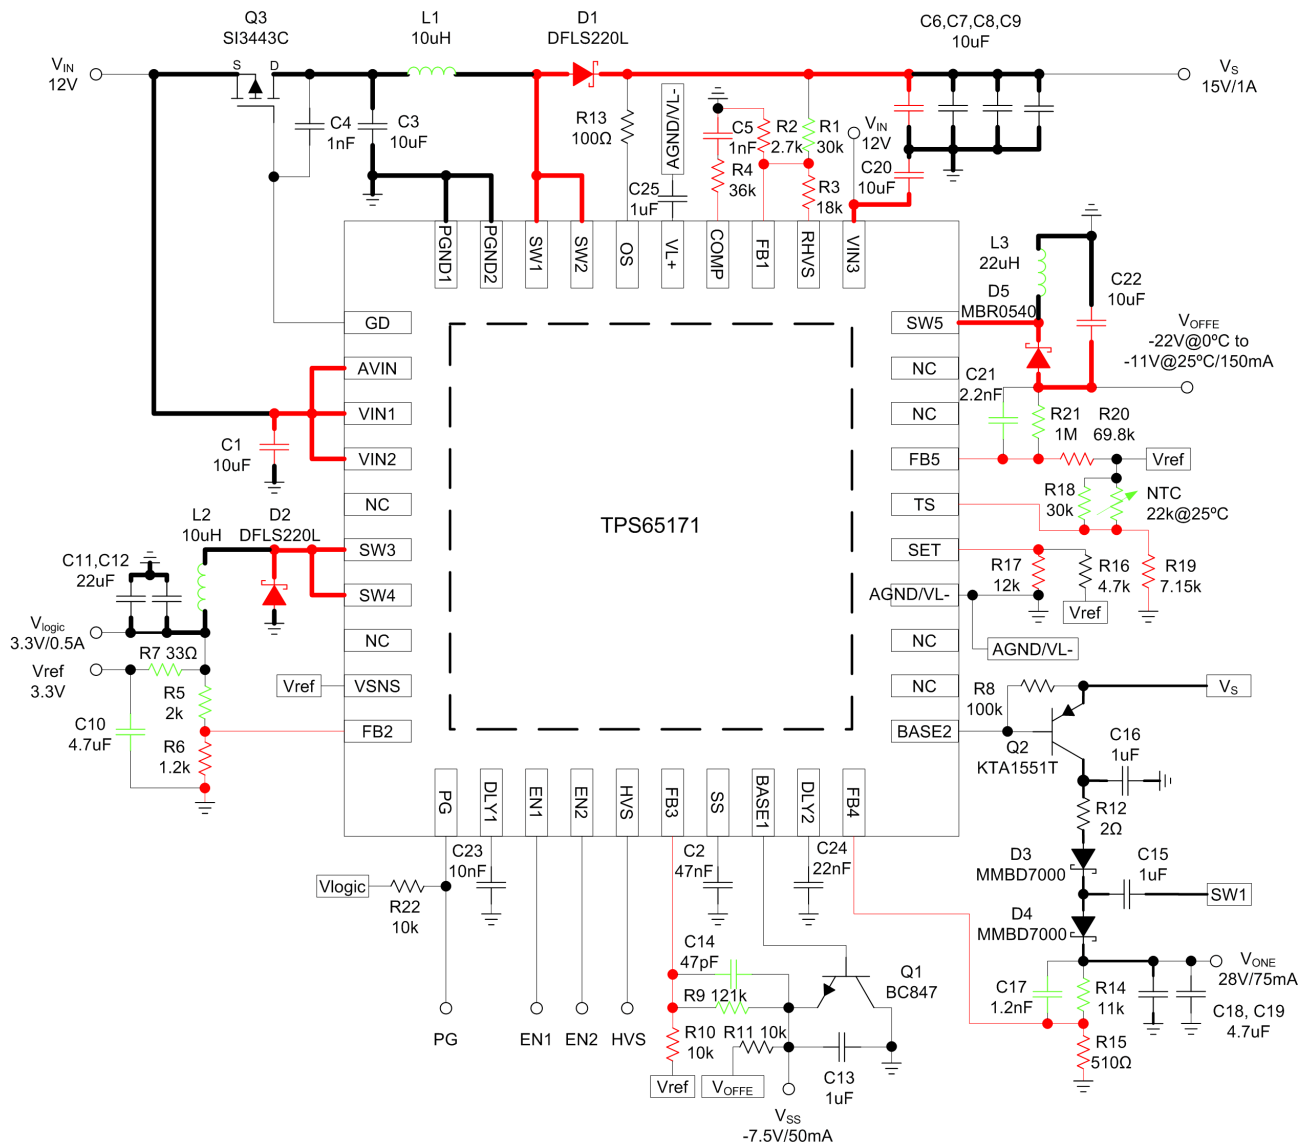 Q3
SI3443C
L1
10uH
D1
DFLS220L
C6,C7,C8,C9
10uF
VIN
12V
S
D
VS
15V/1A
C4
1nF
C3
10uF
R13
100Ω
AGND/VL-
C25
1uF
C5
1nF
R4
36k
R2
2.7k
R1
30k
R3
18k
VIN
12V
C20
10uF
PGND1
PGND2
SW1
SW2
OS
VL+
COMP
FB1
RHVS
VIN3
L3
22uH
D5
MBR0540
C22
10uF
VOFFE
-22V@0ºC to
-11V@25ºC/150mA
GD
AVIN
VIN1
VIN2
NC
SW3
SW4
NC
VSNS
FB2
TPS65171
SW5
NC
NC
FB5
TS
SET
AGND/VL-
NC
NC
BASE2
C21
2.2nF
R21
1M
R20
69.8k
Vref
R18
30k
NTC
22k@25ºC
R17
12k
R16
4.7k
R19
7.15k
Vref
AGND/VL-
C1
10uF
L2
10uH
D2
DFLS220L
C11,C12
22uF
Vlogic
3.3V/0.5A
Vref
3.3V
R7 33Ω
R5
2k
C10
4.7uF
R6
1.2k
Vref
R8
100k
VS
Q2
KTA1551T
C16
1uF
R12
2Ω
D3
MMBD7000
C15
1uF
SW1
D4
MMBD7000
VONE
28V/75mA
C17
1.2nF
R14
11k
C18, C19
4.7uF
R15
510Ω
PG
DLY1
EN1
EN2
HVS
FB3
SS
BASE1
DLY2
FB4
C23
10nF
C2
47nF
C24
22nF
Vlogic
R22
10k
C14
47pF
R9 121k
Q1
BC847
R10
10k
R11 10k
PG
EN1
EN2
HVS
Vref
VOFFE
C13
1uF
VSS
-7.5V/50mA